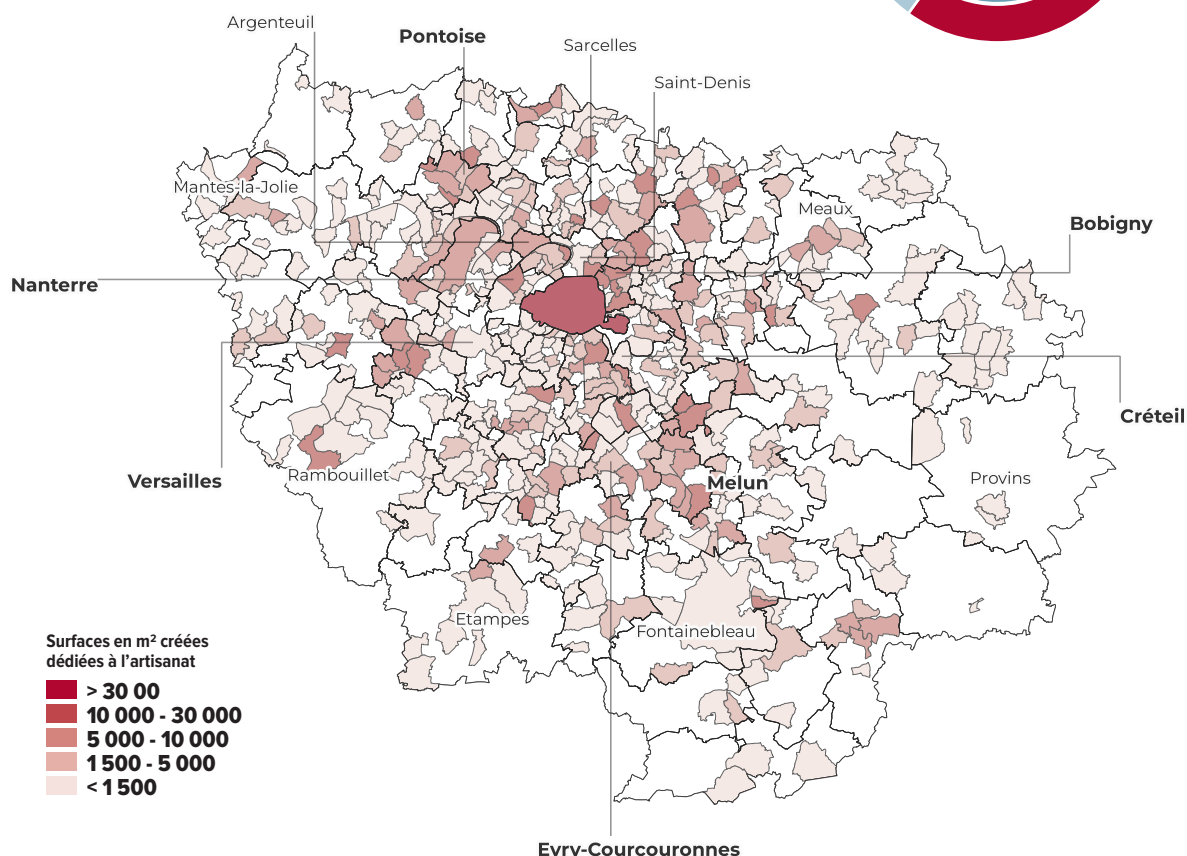 Argenteuil
Pontoise
Sarcelles
Saint-Denis
Mantes-la-Jolie
Meaux
Bobigny
Nanterre
Créteil
Versailles
Rambouillet
Melun
Provins
Etampes
Fontainebleau
Surfaces en m² créées
dédiées à l’artisanat
> 30 00
10 000 - 30 000
5 000 - 10 000
1 500 - 5 000
< 1 500
Evry-Courcouronnes